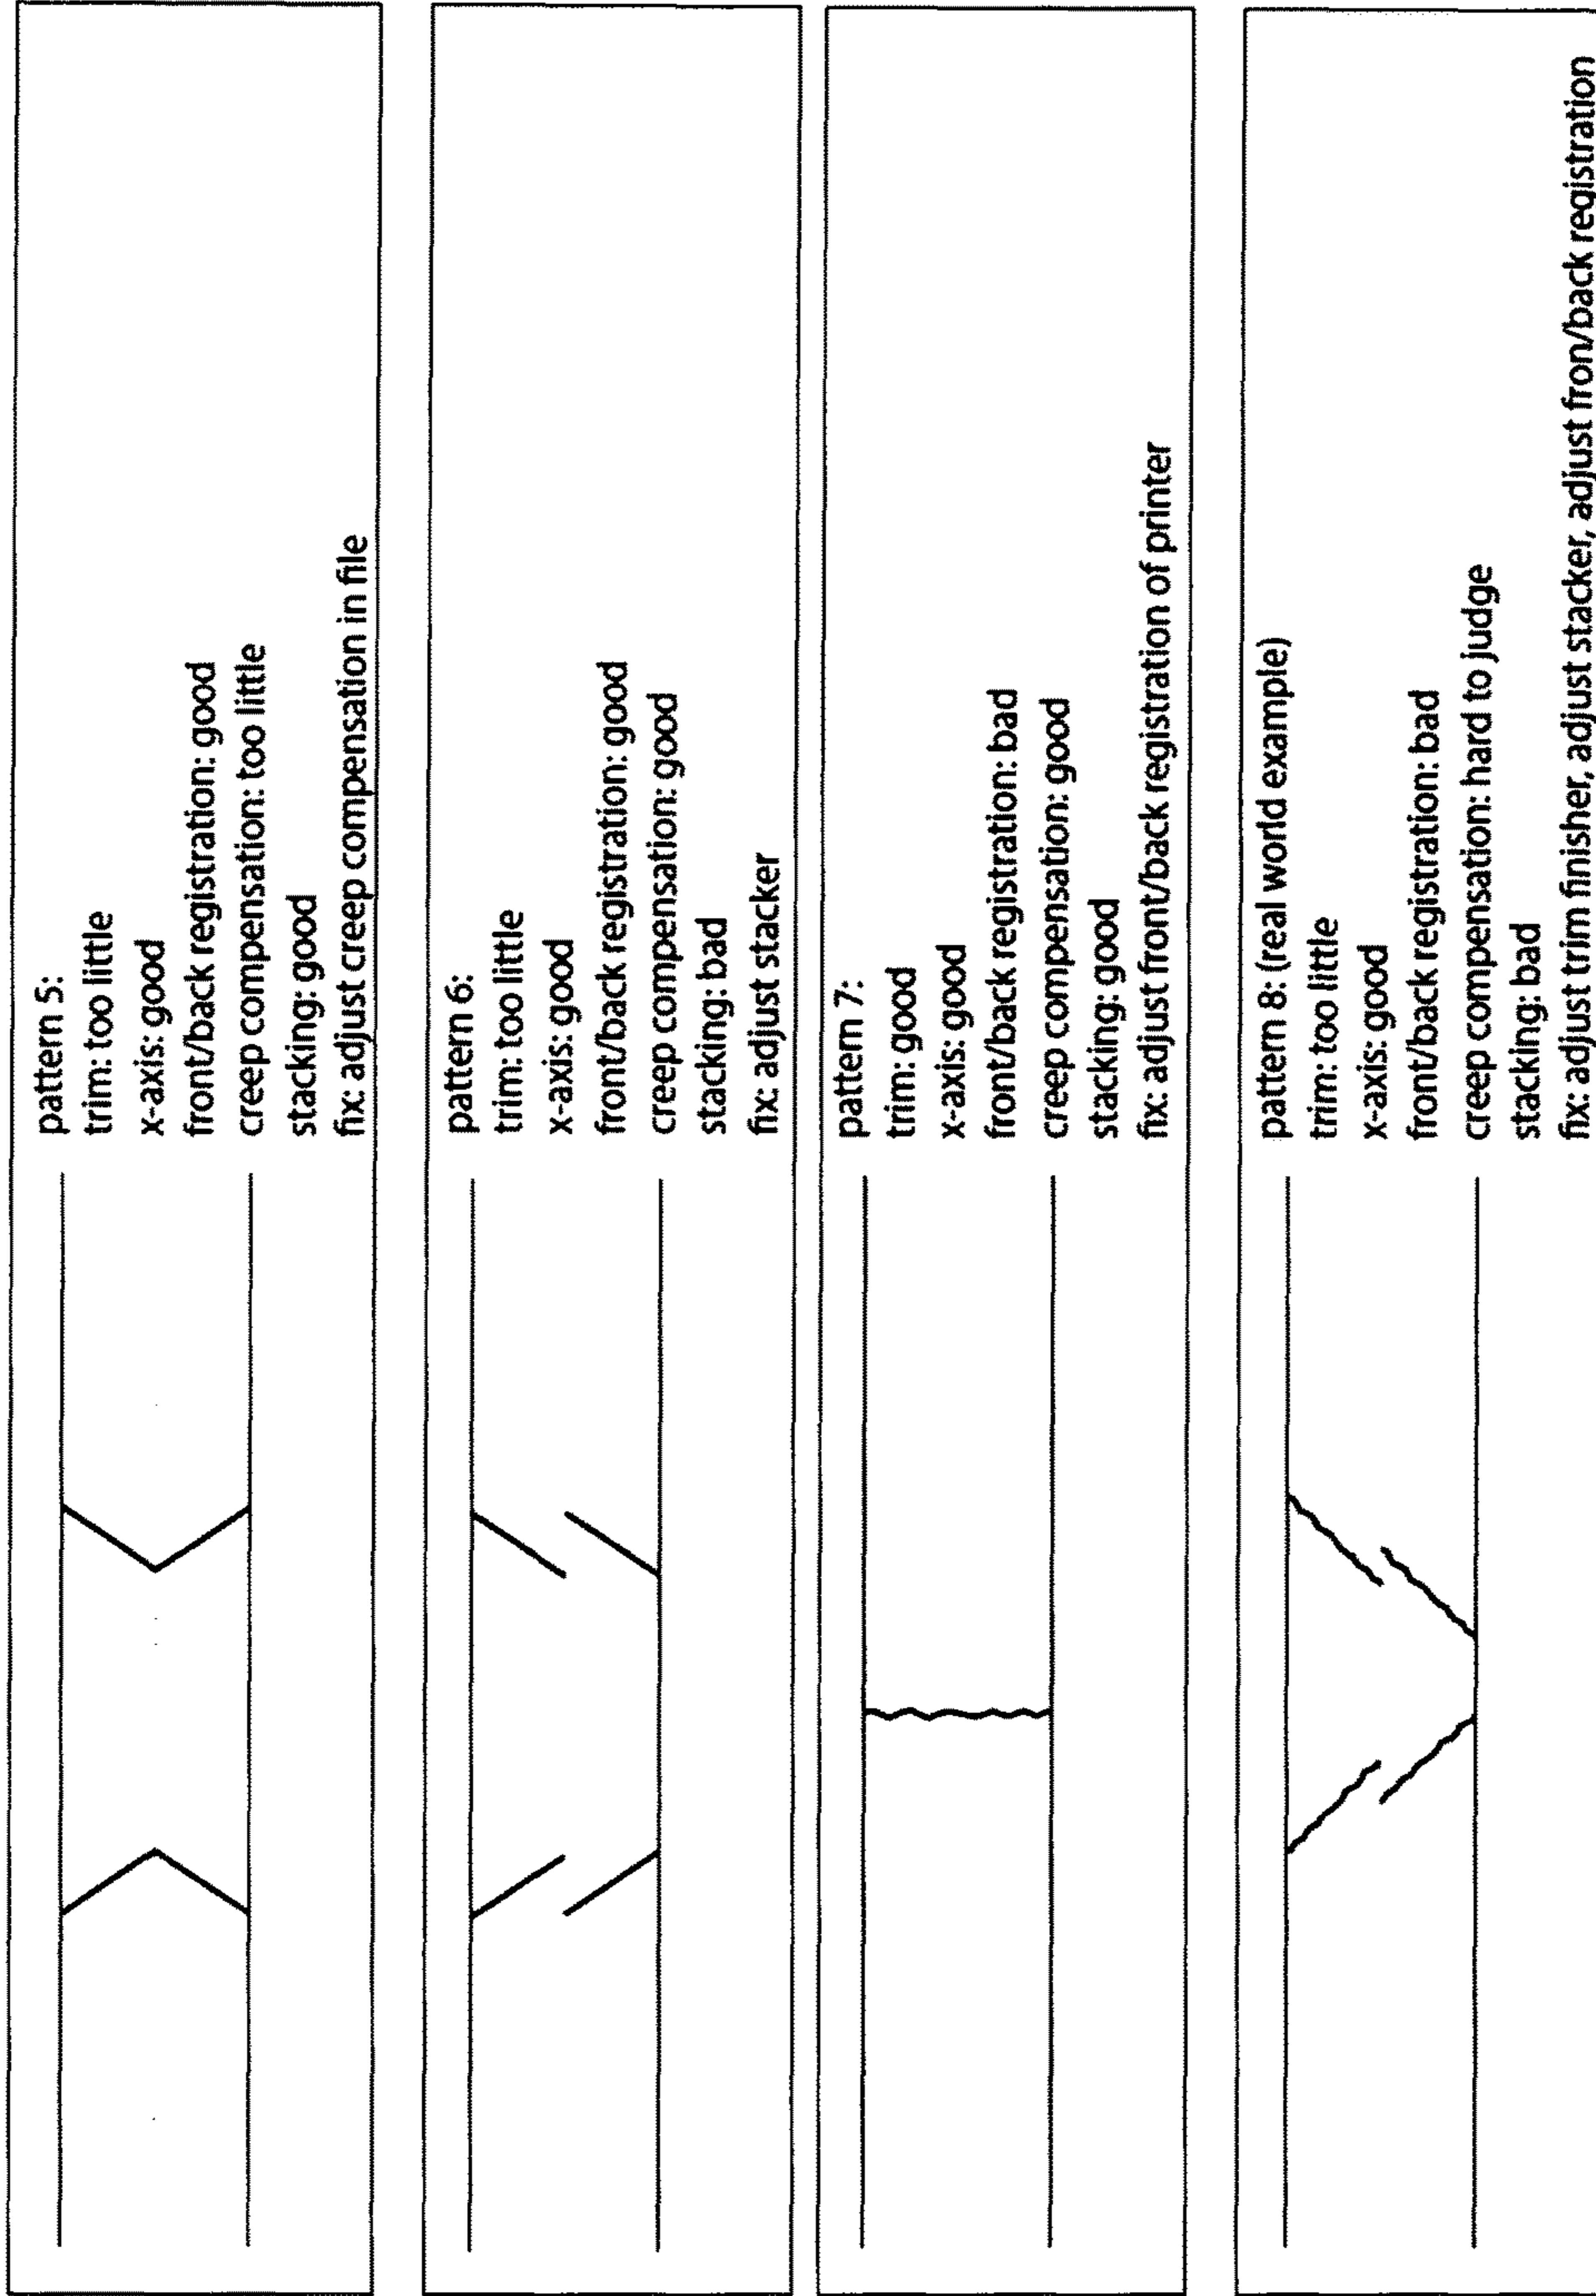 pattern 5:
trim: too little
x-axis: good
front/back registration: good
creep compensation: too little
stacking: good
fix: adjust creep compensation in file
pattern 6:
trim: too little
x-axis: good
front/back registration: good
creep compensation: good
stacking: bad
fix: adjust stacker
pattern 7:
trim: good
x-axis: good
front/back registration: bad
creep compensation: good
stacking: good
fix: adjust front/back registration of printer
pattern 8: (real world example)
trim: too little
x-axis: good
front/back registration: bad
creep compensation: hard to judge
stacking: bad
fix: adjust trim finisher, adjust stacker, adjust fron/back registration